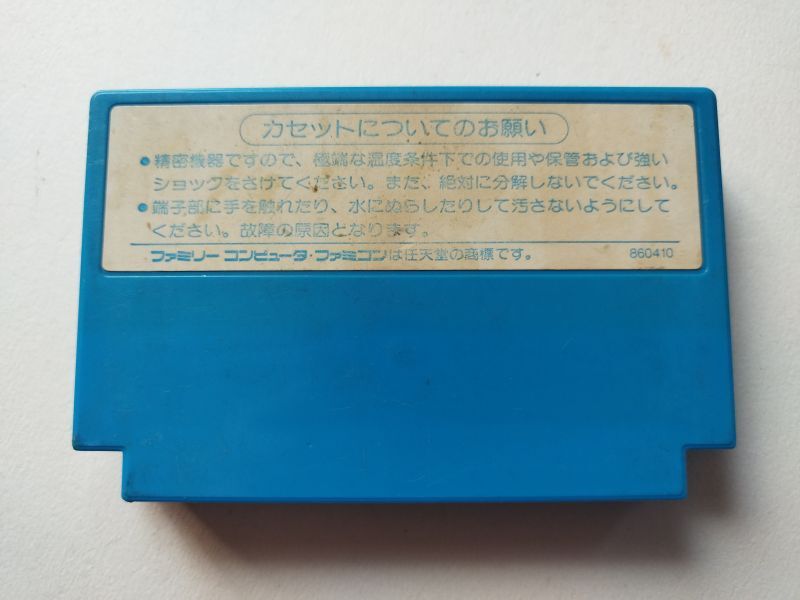 カセットについてのお願い
●精密機器ですので、極端な温度条件下での使用や保管および強い
ショックをさけてください。また、絶対に分解しないでください。
●端子部に手を触れたり、水にぬらしたりして汚さないようにして
ください。故障の原因となります。
ファミリー コンピュータ・ファミコンは任天堂の商標です。 860410